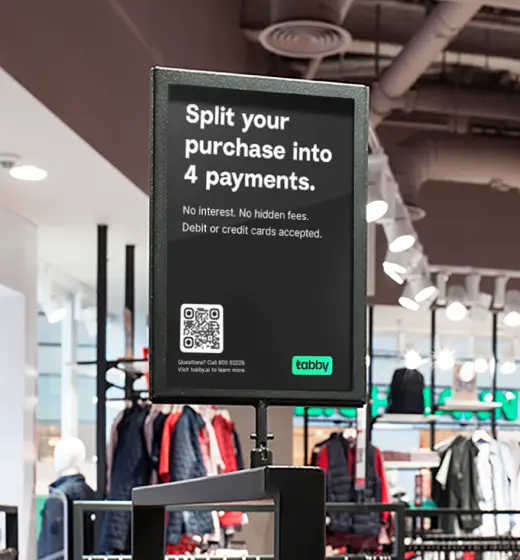 Split your
purchase into
4 payments.
No interest. No hidden fees.
Debit or credit cards accepted.
Questions? Call 800 82229
Visit tabby.ai to learn more.
tabby